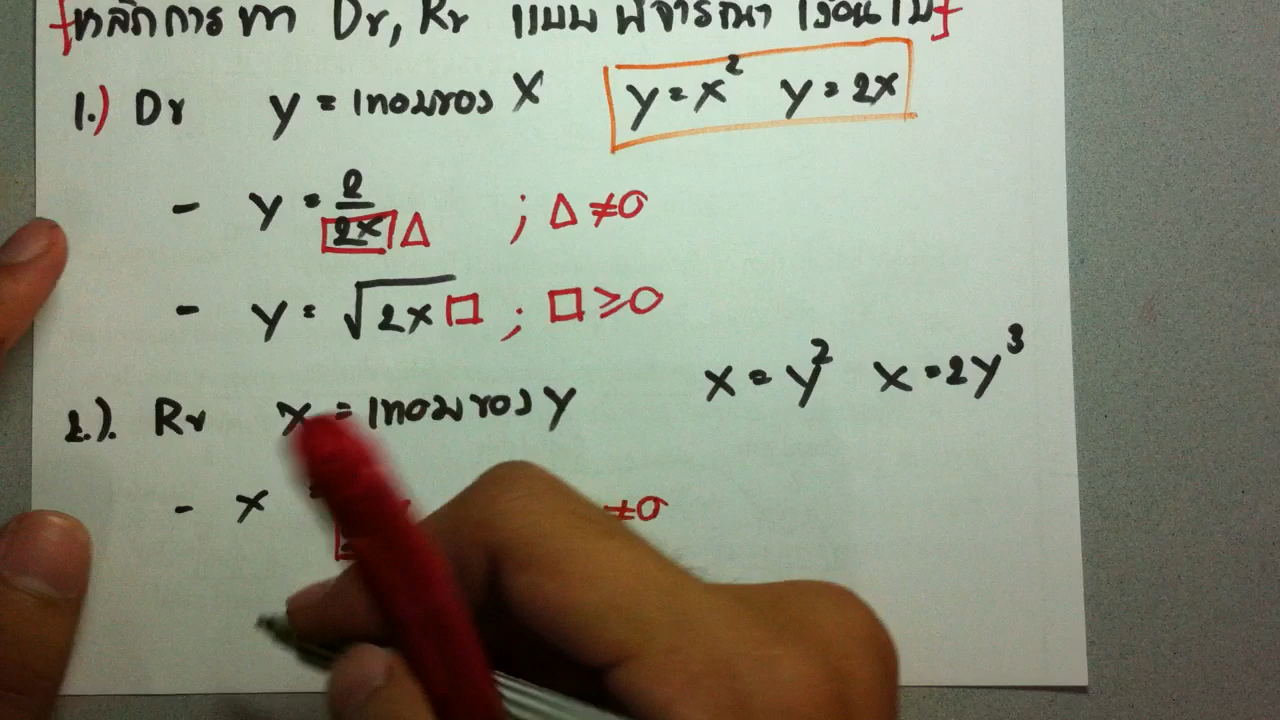 [หลักการหา Dr, Rr แบบพิจารณาเงื่อนไข]
1.) Dr y = เทอมของ X y = x² y = 2x
- y = 2/2x Δ ; Δ ≠ 0
- y = √2x □ ; □ ≥ 0
x = y² x = 2y³
2.). Rr x = เทอมของ y
- x ≠ 0